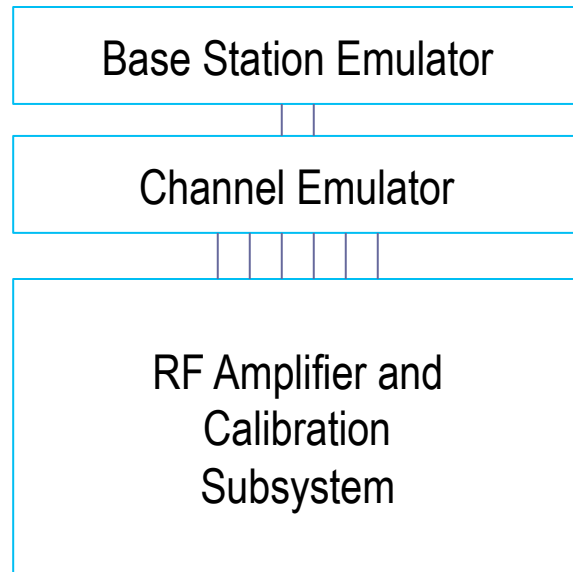 Base Station Emulator
Channel Emulator
RF Amplifier and
Calibration
Subsystem